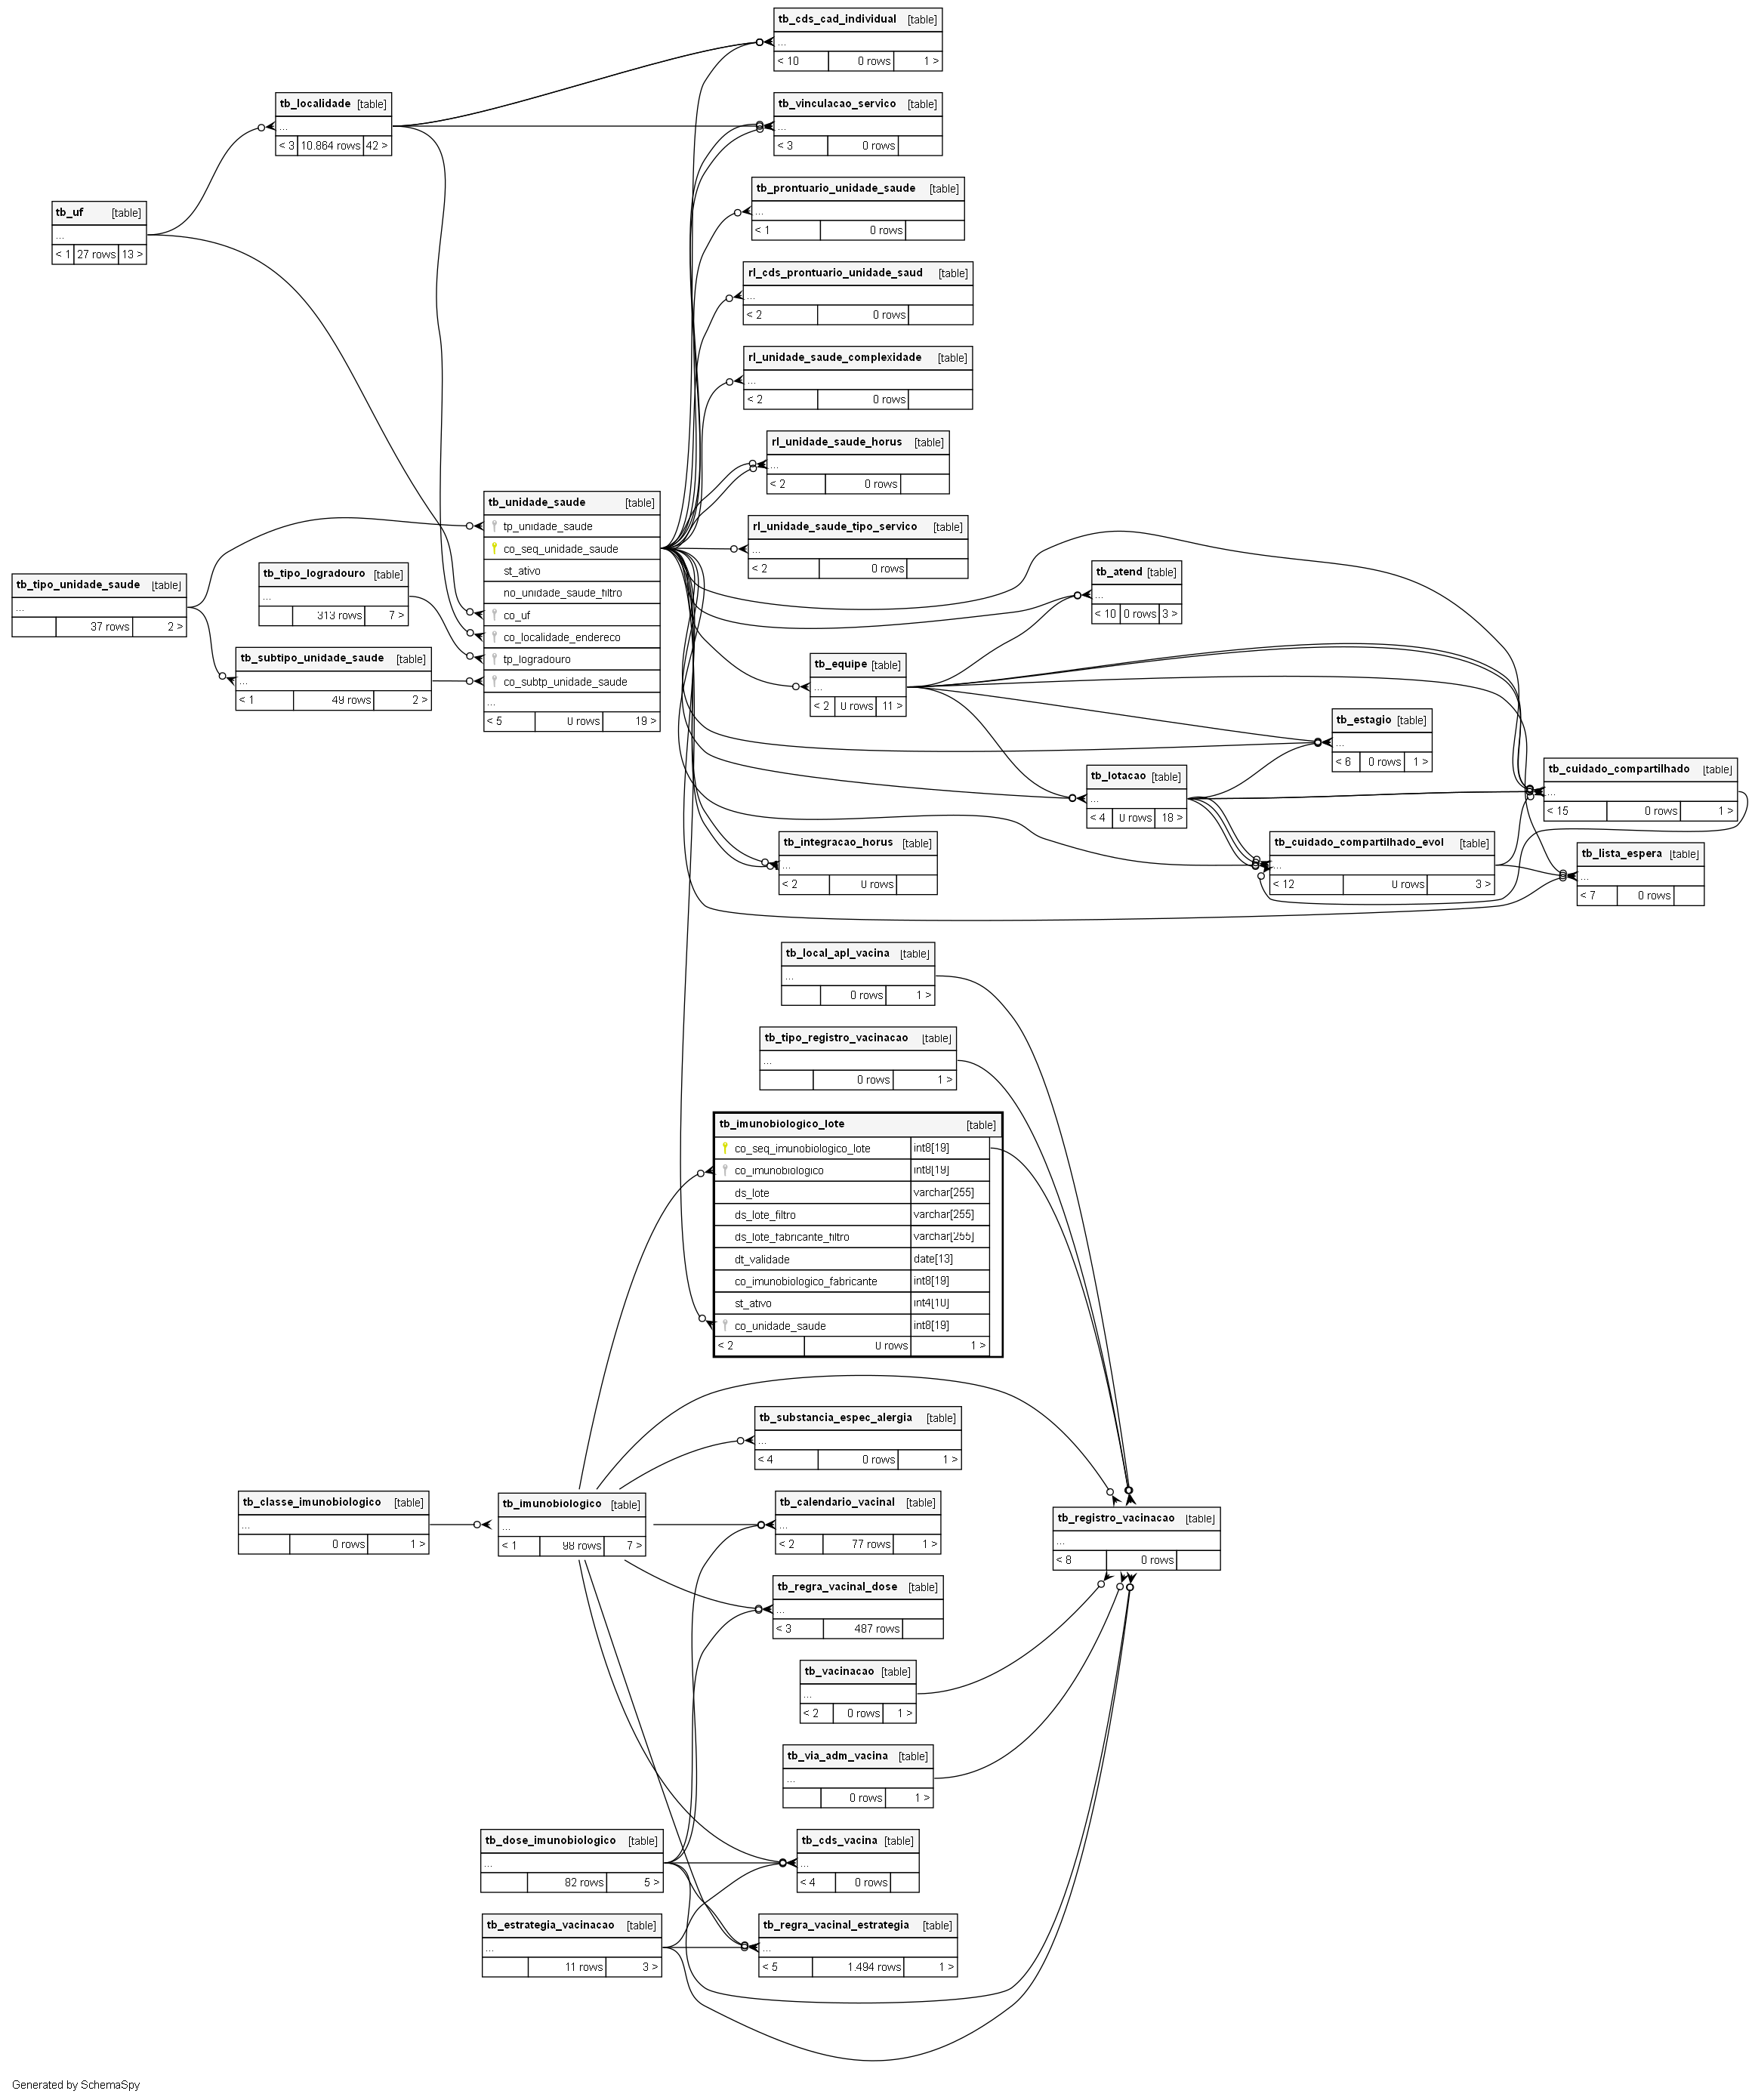 tb_cds_cad_individual [table]
...
< 10 0 rows 1 >
tb_localidade [table]
...
< 3 10.864 rows 42 >
tb_vinculacao_servico [table]
...
< 3 0 rows
tb_prontuario_unidade_saude [table]
...
< 1 0 rows
tb_uf [table]
...
< 1 27 rows 13 >
rl_cds_prontuario_unidade_saud [table]
...
< 2 0 rows
rl_unidade_saude_complexidade [table]
...
< 2 0 rows
rl_unidade_saude_horus [table]
...
< 2 0 rows
tb_unidade_saude [table]
tp_unidade_saude
co_seq_unidade_saude
st_ativo
no_unidade_saude_filtro
co_uf
co_localidade_endereco
tp_logradouro
co_subtp_unidade_saude
...
< 5 0 rows 19 >
rl_unidade_saude_tipo_servico [table]
...
< 2 0 rows
tb_tipo_logradouro [table]
...
313 rows 7 >
tb_tipo_unidade_saude [table]
...
37 rows 2 >
tb_subtipo_unidade_saude [table]
...
< 1 49 rows 2 >
tb_atend [table]
...
< 10 0 rows 3 >
tb_equipe [table]
...
< 2 0 rows 11 >
tb_estagio [table]
...
< 6 0 rows 1 >
tb_lotacao [table]
...
< 4 0 rows 18 >
tb_cuidado_compartilhado [table]
...
< 15 0 rows 1 >
tb_integracao_horus [table]
...
< 2 0 rows
tb_cuidado_compartilhado_evol [table]
...
< 12 0 rows 3 >
tb_lista_espera [table]
...
< 7 0 rows
tb_local_apl_vacina [table]
...
0 rows 1 >
tb_tipo_registro_vacinacao [table]
...
0 rows 1 >
tb_imunobiologico_lote [table]
co_seq_imunobiologico_lote int8[19]
co_imunobiologico int8[19]
ds_lote varchar[255]
ds_lote_filtro varchar[255]
ds_lote_fabricante_filtro varchar[255]
dt_validade date[13]
co_imunobiologico_fabricante int8[19]
st_ativo int4[10]
co_unidade_saude int8[19]
< 2 0 rows 1 >
tb_substancia_espec_alergia [table]
...
< 4 0 rows 1 >
tb_classe_imunobiologico [table]
...
0 rows 1 >
tb_imunobiologico [table]
...
< 1 98 rows 7 >
tb_calendario_vacinal [table]
...
< 2 77 rows 1 >
tb_registro_vacinacao [table]
...
< 8 0 rows
tb_regra_vacinal_dose [table]
...
< 3 487 rows
tb_vacinacao [table]
...
< 2 0 rows 1 >
tb_via_adm_vacina [table]
...
0 rows 1 >
tb_dose_imunobiologico [table]
...
82 rows 5 >
tb_cds_vacina [table]
...
< 4 0 rows
tb_estrategia_vacinacao [table]
...
11 rows 3 >
tb_regra_vacinal_estrategia [table]
...
< 5 1.494 rows 1 >
Generated by SchemaSpy